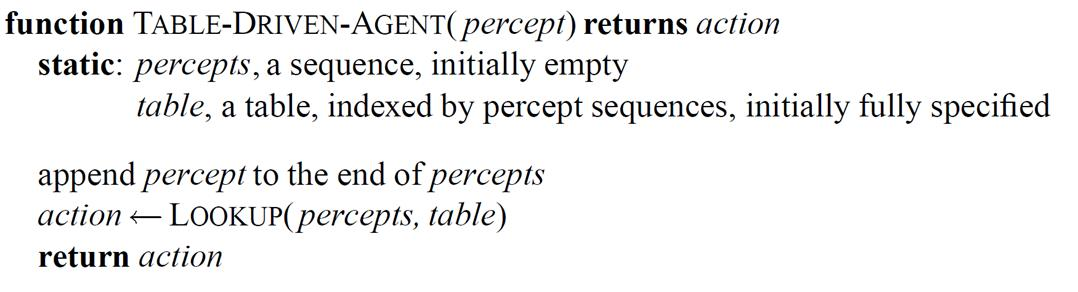 function TABLE-DRIVEN-AGENT(percept) returns action
static: percepts, a sequence, initially empty
table, a table, indexed by percept sequences, initially fully specified
append percept to the end of percepts
action ← LOOKUP(percepts, table)
return action